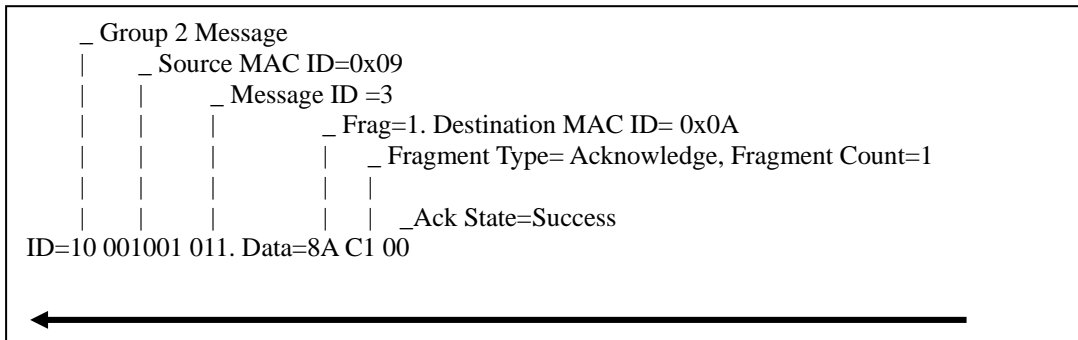 _ Group 2 Message
| _ Source MAC ID=0x09
| | _ Message ID =3
| | | _ Frag=1. Destination MAC ID= 0x0A
| | | | _ Fragment Type= Acknowledge, Fragment Count=1
| | | | |
| | | | | _Ack State=Success
ID=10 001001 011. Data=8A C1 00